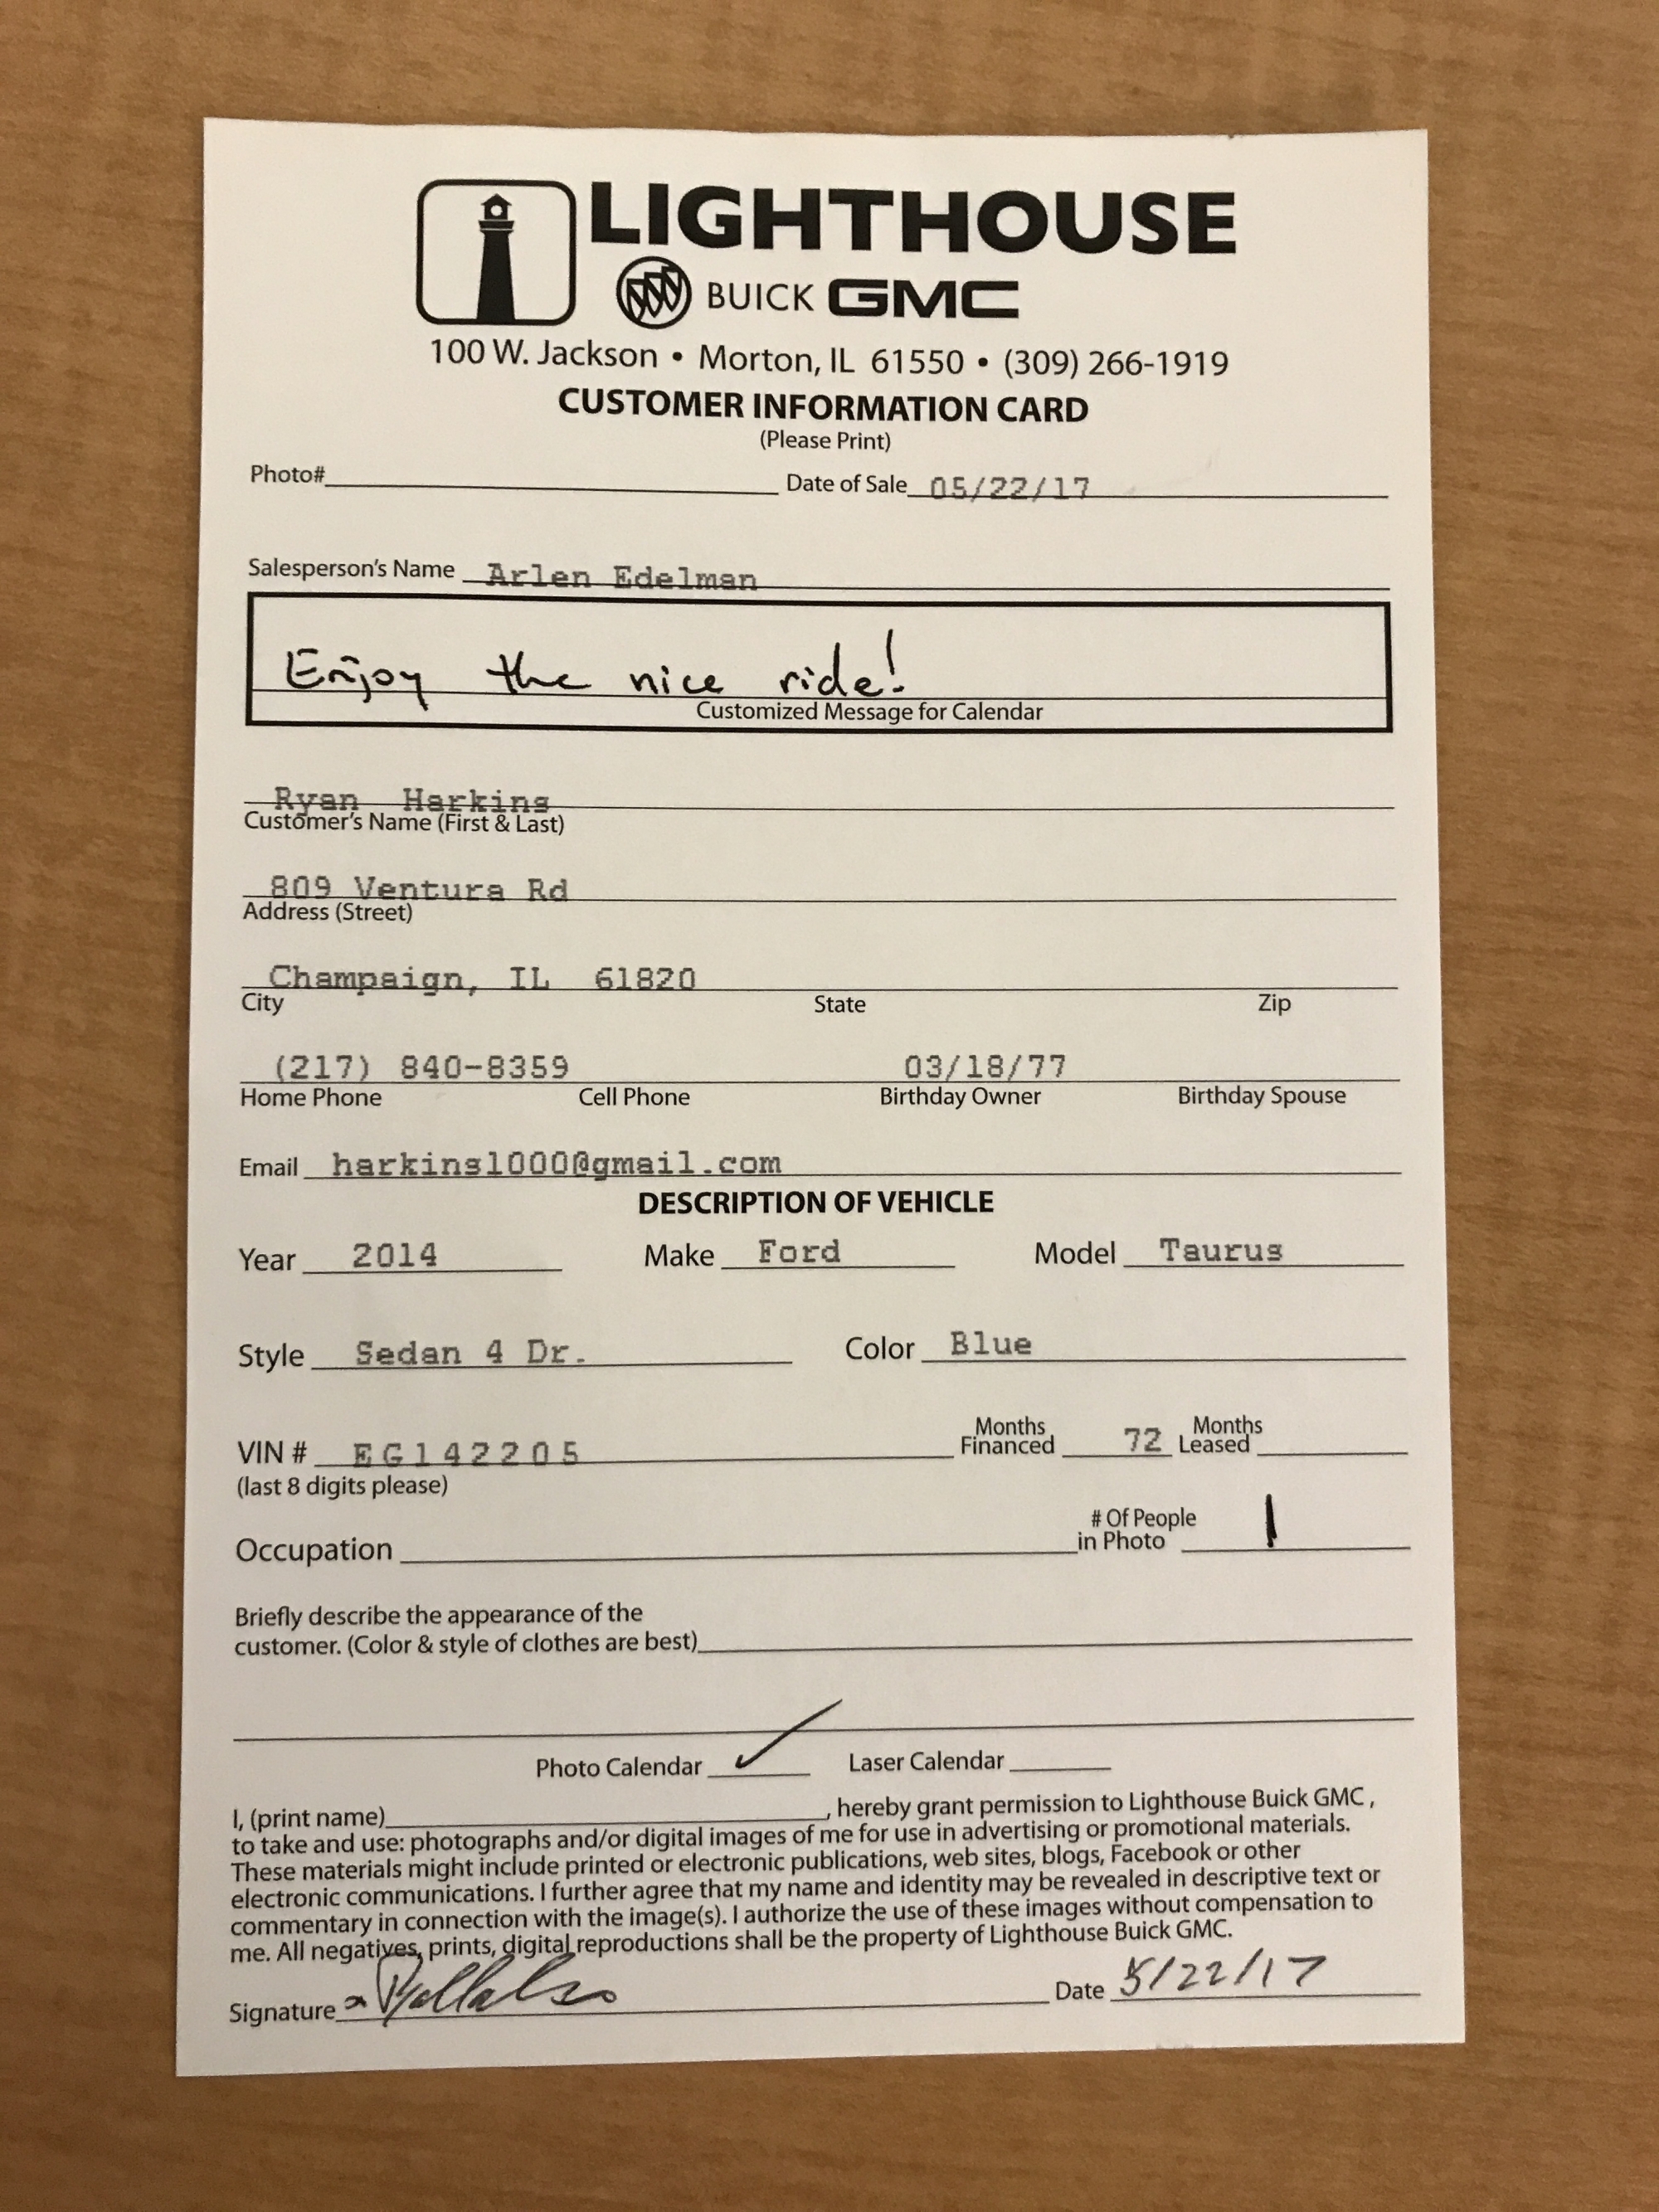 LIGHTHOUSE
BUICK GMC
100 W. Jackson • Morton, IL 61550 • (309) 266-1919
CUSTOMER INFORMATION CARD
(Please Print)
Photo# Date of Sale 05/22/17
Salesperson's Name Arlen Edelman
Enjoy the nice ride!
Customized Message for Calendar
Ryan Harkins
Customer's Name (First & Last)
809 Ventura Rd
Address (Street)
Champaign, IL 61820
City State Zip
(217) 840-8359 03/18/77
Home Phone Cell Phone Birthday Owner Birthday Spouse
Email harkins1000@gmail.com
DESCRIPTION OF VEHICLE
Year 2014 Make Ford Model Taurus
Style Sedan 4 Dr. Color Blue
VIN # EG142205 Months Financed 72 Months Leased
(last 8 digits please)
Occupation # Of People in Photo 1
Briefly describe the appearance of the
customer. (Color & style of clothes are best)
Photo Calendar ✓ Laser Calendar
I, (print name) , hereby grant permission to Lighthouse Buick GMC ,
to take and use: photographs and/or digital images of me for use in advertising or promotional materials.
These materials might include printed or electronic publications, web sites, blogs, Facebook or other
electronic communications. I further agree that my name and identity may be revealed in descriptive text or
commentary in connection with the image(s). I authorize the use of these images without compensation to
me. All negatives, prints, digital reproductions shall be the property of Lighthouse Buick GMC.
Signature Date 5/22/17